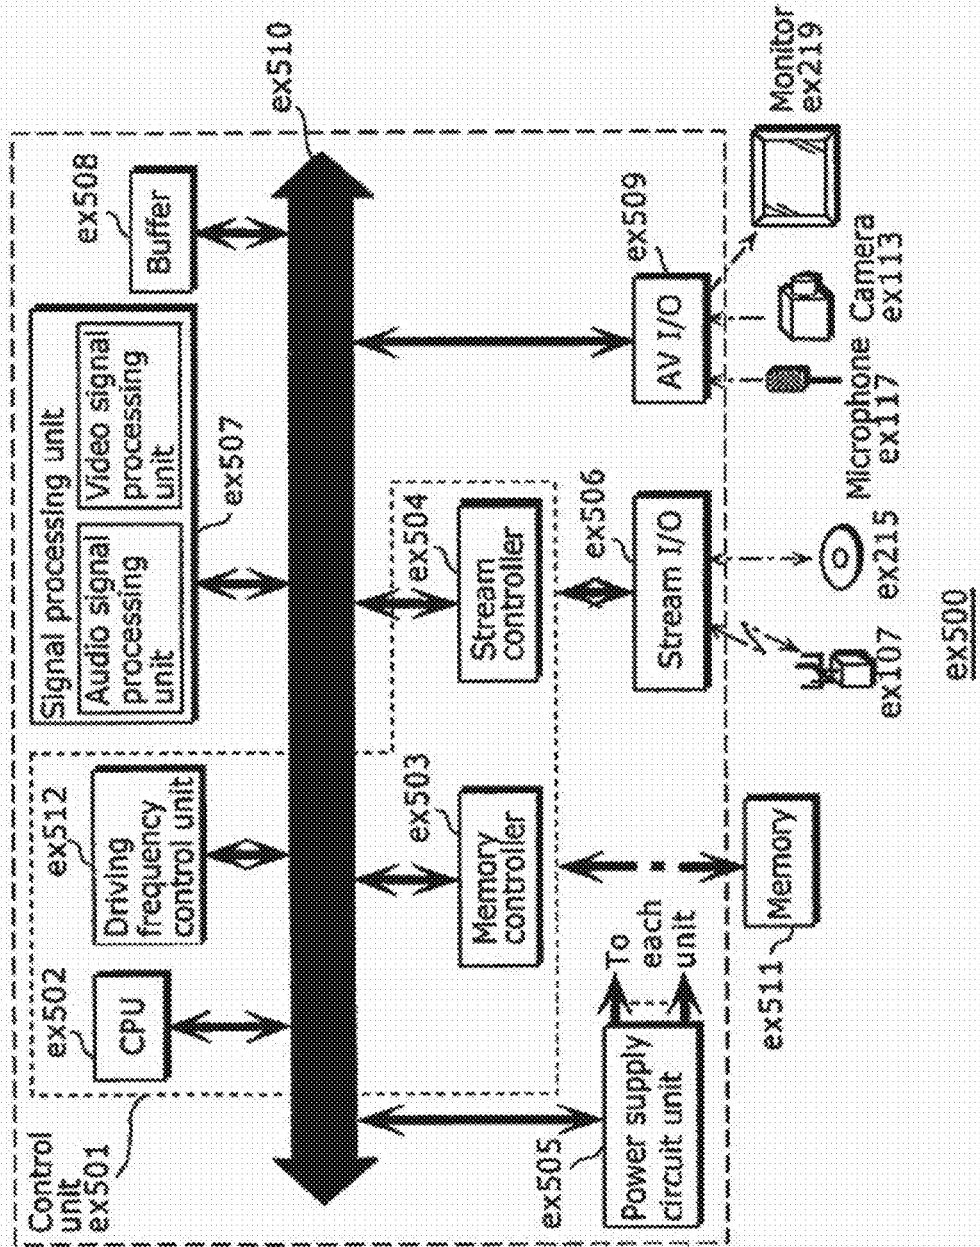 Control
unit
ex501
ex502
CPU
ex512
Driving
frequency
control unit
Signal processing unit
Audio signal
processing
unit
Video signal
processing
unit
ex507
ex508
Buffer
ex510
ex503
Memory
controller
ex504
Stream
controller
ex505
Power supply
circuit unit
To
each
unit
ex506
Stream I/O
ex509
AV I/O
ex511
Memory
ex107
ex215
Microphone
ex117
Camera
ex113
Monitor
ex219
ex500